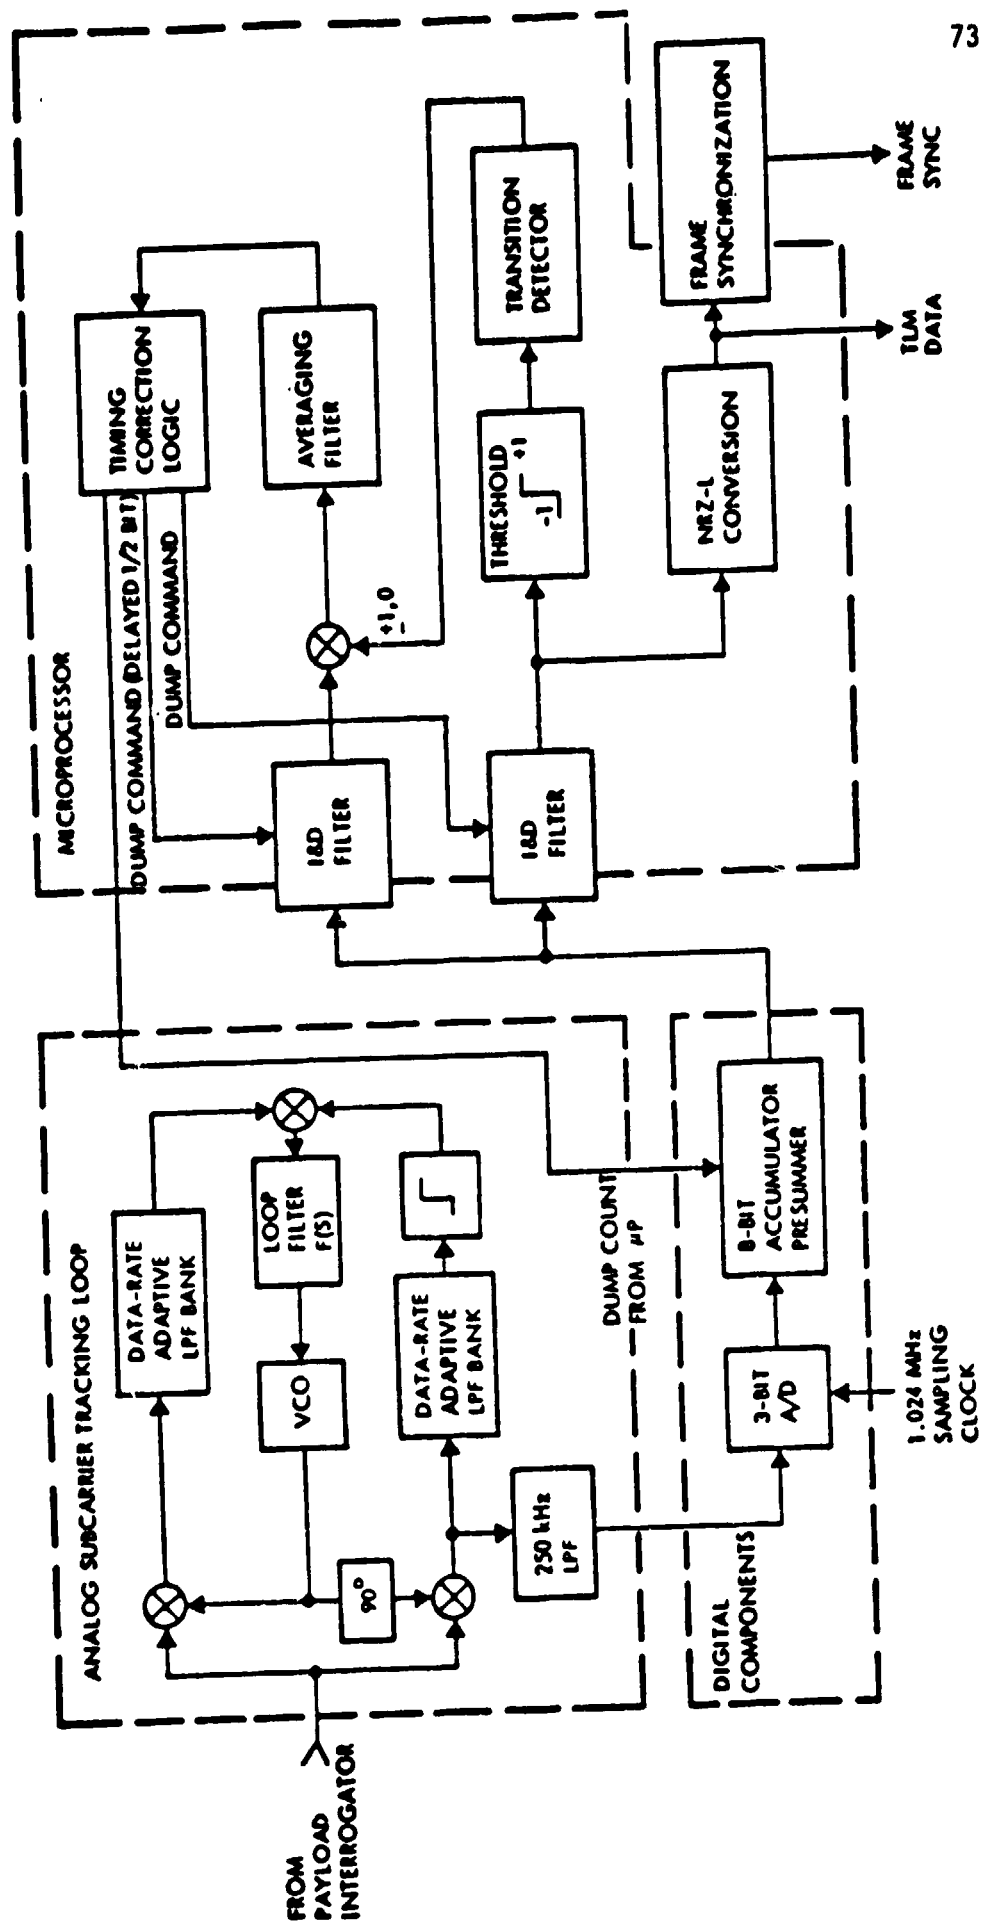 73
FROM
PAYLOAD
INTERROGATOR
ANALOG SUBCARRIER TRACKING LOOP
DATA-RATE
ADAPTIVE
LPF BANK
LOOP
FILTER
F(S)
VCO
90°
DATA-RATE
ADAPTIVE
LPF BANK
250 kHz
LPF
DUMP COUNT
FROM μP
DIGITAL
COMPONENTS
3-BIT
A/D
8-BIT
ACCUMULATOR
PRESUMMER
1.024 MHz
SAMPLING
CLOCK
MICROPROCESSOR
DUMP COMMAND (DELAYED 1/2 BIT)
DUMP COMMAND
TIMING
CORRECTION
LOGIC
I&D
FILTER
AVERAGING
FILTER
±1,0
I&D
FILTER
THRESHOLD
+1
-1
TRANSITION
DETECTOR
NRZ-L
CONVERSION
FRAME
SYNCHRONIZATION
TLM
DATA
FRAME
SYNC